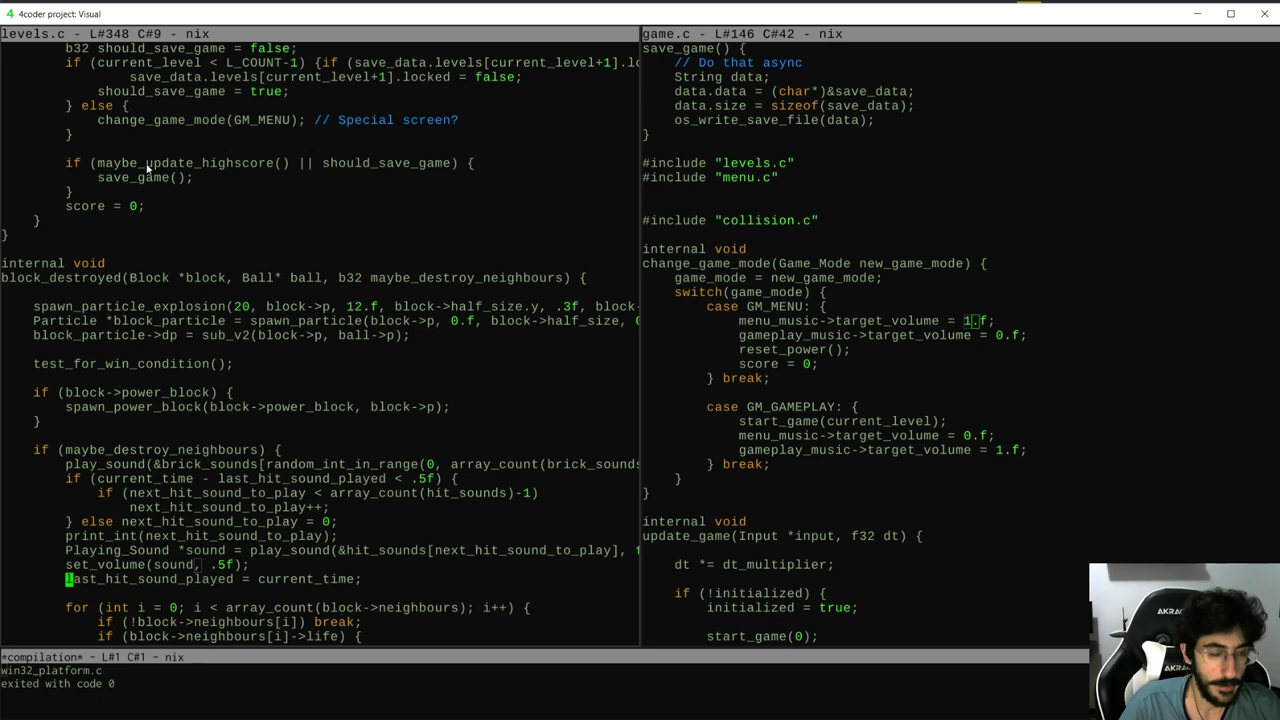 4coder project: Visual
levels.c - L#348 C#9 - nix
b32 should_save_game = false;
if (current_level < L_COUNT-1) {if (save_data.levels[current_level+1].lo
save_data.levels[current_level+1].locked = false;
should_save_game = true;
} else {
change_game_mode(GM_MENU); // Special screen?
}
if (maybe_update_highscore() || should_save_game) {
save_game();
}
score = 0;
}
}
internal void
block_destroyed(Block *block, Ball* ball, b32 maybe_destroy_neighbours) {
spawn_particle_explosion(20, block->p, 12.f, block->half_size.y, .3f, block-
Particle *block_particle = spawn_particle(block->p, 0.f, block->half_size, 0
block_particle->dp = sub_v2(block->p, ball->p);
test_for_win_condition();
if (block->power_block) {
spawn_power_block(block->power_block, block->p);
}
if (maybe_destroy_neighbours) {
play_sound(&brick_sounds[random_int_in_range(0, array_count(brick_sounds
if (current_time - last_hit_sound_played < .5f) {
if (next_hit_sound_to_play < array_count(hit_sounds)-1)
next_hit_sound_to_play++;
} else next_hit_sound_to_play = 0;
print_int(next_hit_sound_to_play);
Playing_Sound *sound = play_sound(&hit_sounds[next_hit_sound_to_play], f
set_volume(sound, .5f);
last_hit_sound_played = current_time;
for (int i = 0; i < array_count(block->neighbours); i++) {
if (!block->neighbours[i]) break;
if (block->neighbours[i]->life) {
game.c - L#146 C#42 - nix
save_game() {
// Do that async
String data;
data.data = (char*)&save_data;
data.size = sizeof(save_data);
os_write_save_file(data);
}
#include "levels.c"
#include "menu.c"
#include "collision.c"
internal void
change_game_mode(Game_Mode new_game_mode) {
game_mode = new_game_mode;
switch(game_mode) {
case GM_MENU: {
menu_music->target_volume = 1.f;
gameplay_music->target_volume = 0.f;
reset_power();
score = 0;
} break;
case GM_GAMEPLAY: {
start_game(current_level);
menu_music->target_volume = 0.f;
gameplay_music->target_volume = 1.f;
} break;
}
}
internal void
update_game(Input *input, f32 dt) {
dt *= dt_multiplier;
if (!initialized) {
initialized = true;
start_game(0);
*compilation* - L#1 C#1 - nix
win32_platform.c
exited with code 0
AKRA
AKRA